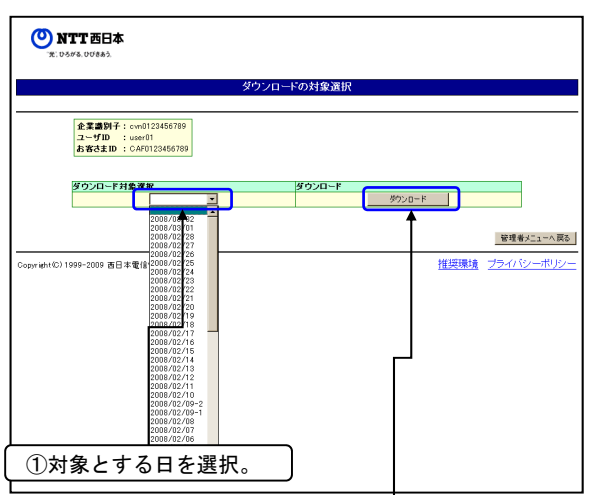 NTT西日本
光、ひろがる、ひびきあう。
ダウンロードの対象選択
企業識別子：cvn0123456789
ユーザID ：user01
お客さまID ：CAF0123456789
ダウンロード対象選択 ダウンロード
ダウンロード
2008/03/02
2008/03/01
2008/02/28
2008/02/27
2008/02/26
2008/02/25
2008/02/24
2008/02/23
2008/02/22
2008/02/21
2008/02/20
2008/02/19
2008/02/18
2008/02/17
2008/02/16
2008/02/15
2008/02/14
2008/02/13
2008/02/12
2008/02/11
2008/02/10
2008/02/09-2
2008/02/09-1
2008/02/08
2008/02/07
2008/02/06
管理者メニューへ戻る
Copyright(C) 1999-2009 西日本電信
推奨環境 プライバシーポリシー
①対象とする日を選択。